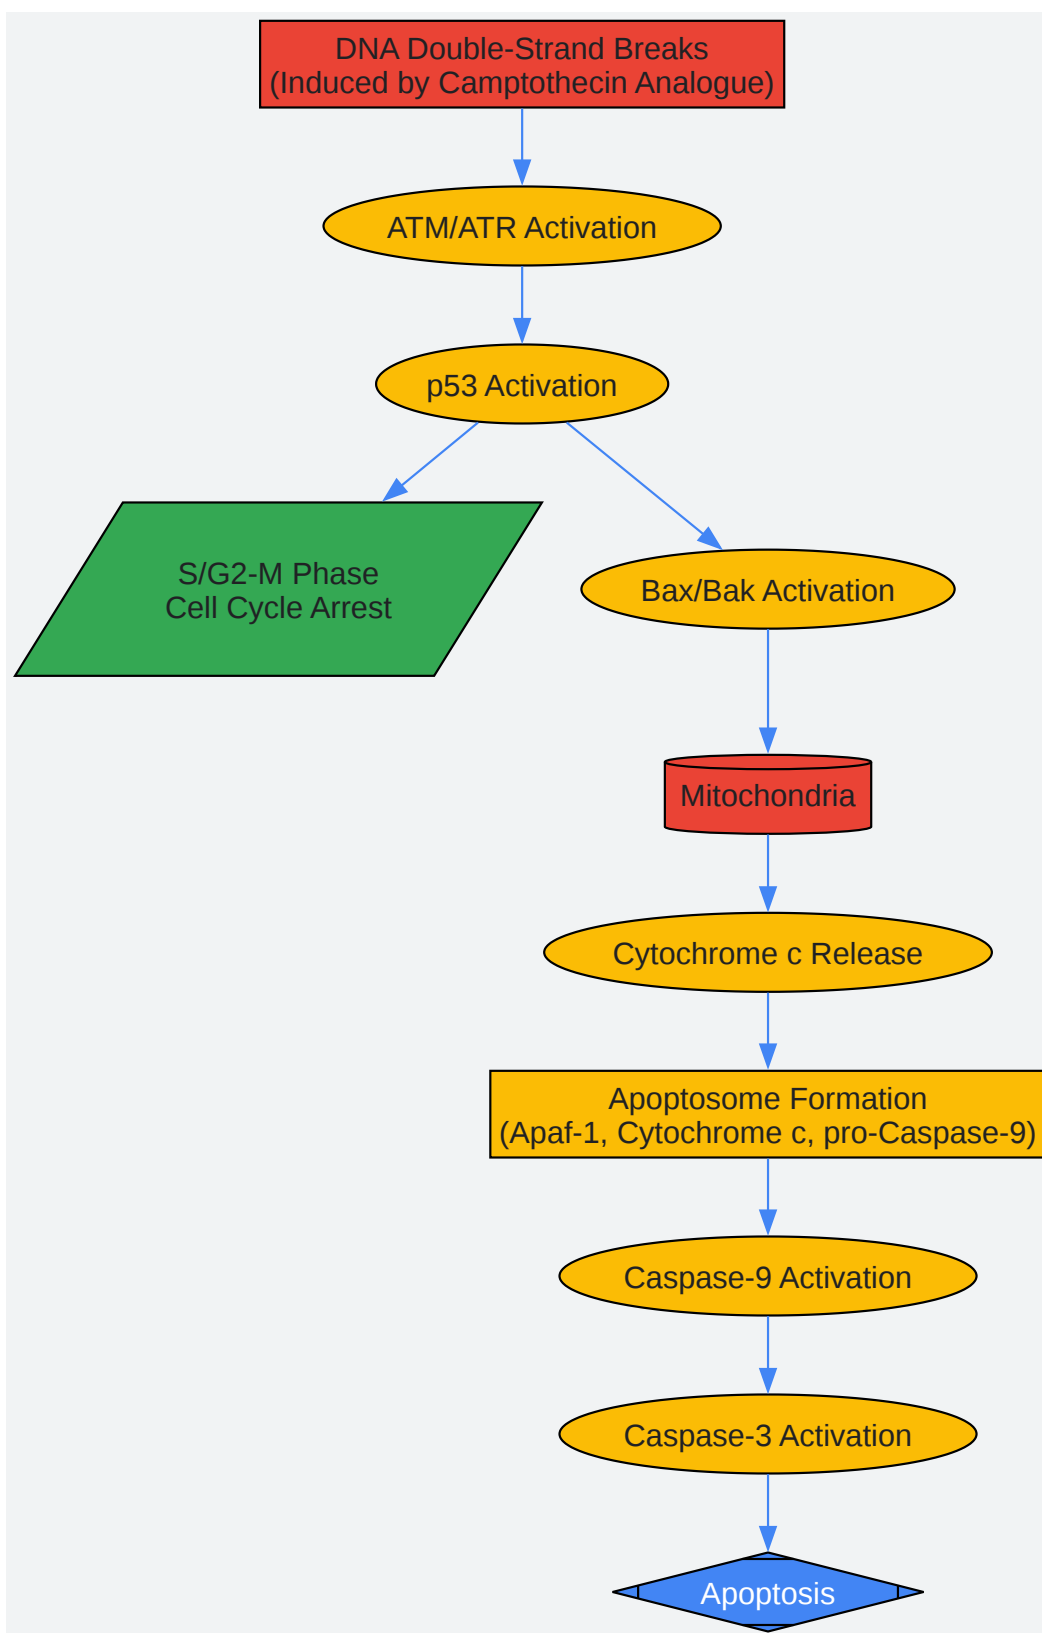 DNA Double-Strand Breaks
(Induced by Camptothecin Analogue)
ATM/ATR Activation
p53 Activation
S/G2-M Phase
Cell Cycle Arrest
Bax/Bak Activation
Mitochondria
Cytochrome c Release
Apoptosome Formation
(Apaf-1, Cytochrome c, pro-Caspase-9)
Caspase-9 Activation
Caspase-3 Activation
Apoptosis